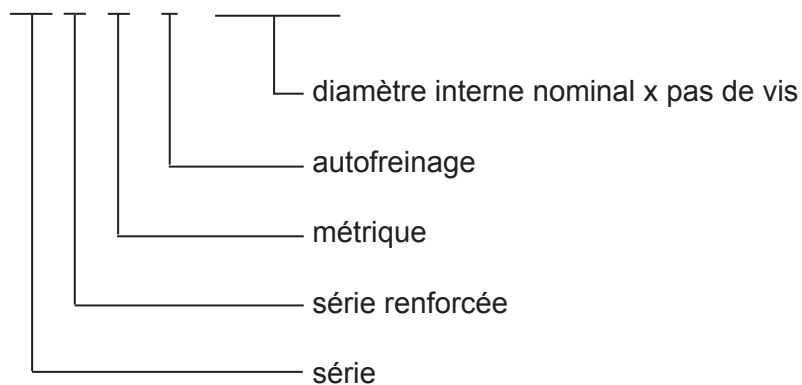 diamètre interne nominal x pas de vis
autofreinage
métrique
série renforcée
série